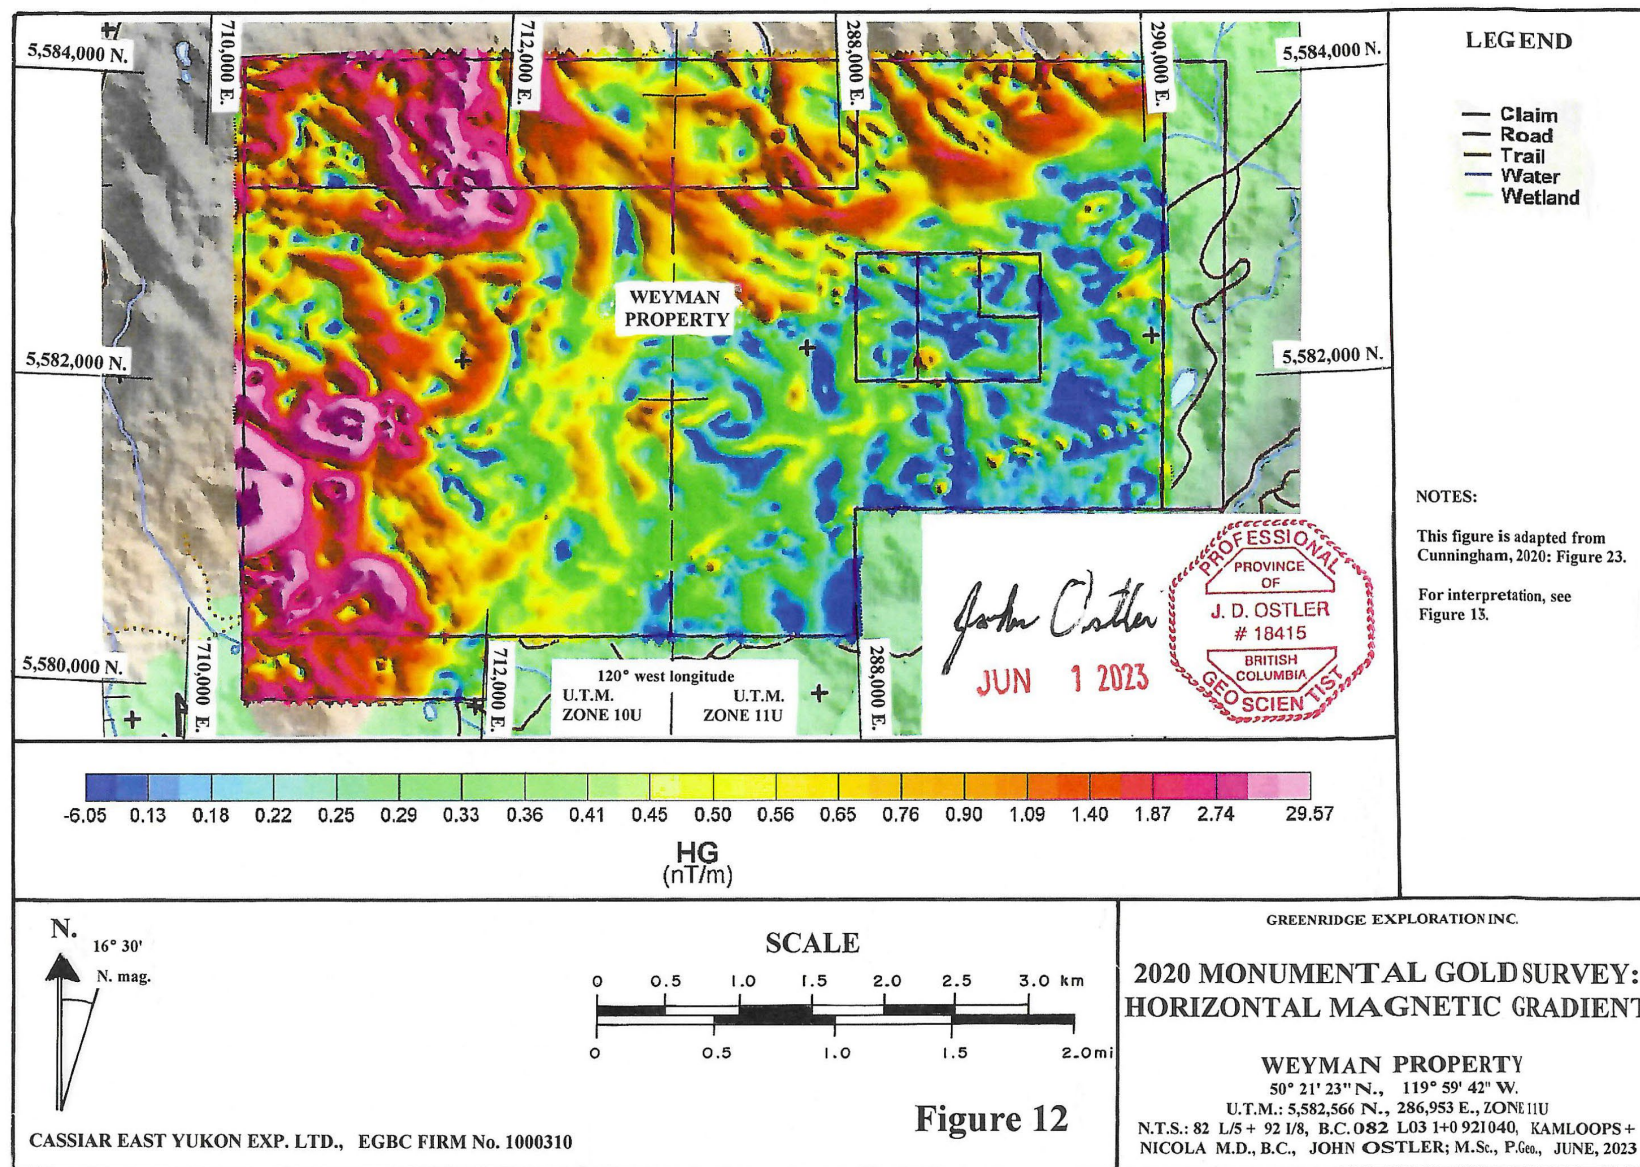 710,000 E.
712,000 E.
288,000 E.
290,000 E.
5,584,000 N.
5,584,000 N.
WEYMAN
PROPERTY
5,582,000 N.
5,582,000 N.
5,580,000 N.
710,000 E.
712,000 E.
120° west longitude
U.T.M. U.T.M.
ZONE 10U ZONE 11U
288,000 E.
John Ostler
JUN 1 2023
PROFESSIONAL
PROVINCE
OF
J. D. OSTLER
# 18415
BRITISH
COLUMBIA
GEOSCIENTIST
LEGEND
Claim
Road
Trail
Water
Wetland
NOTES:
This figure is adapted from
Cunningham, 2020: Figure 23.
For interpretation, see
Figure 13.
-6.05 0.13 0.18 0.22 0.25 0.29 0.33 0.36 0.41 0.45 0.50 0.56 0.65 0.76 0.90 1.09 1.40 1.87 2.74 29.57
HG
(nT/m)
N.
16° 30'
N. mag.
SCALE
0 0.5 1.0 1.5 2.0 2.5 3.0 km
0 0.5 1.0 1.5 2.0mi
Figure 12
CASSIAR EAST YUKON EXP. LTD., EGBC FIRM No. 1000310
GREENRIDGE EXPLORATION INC.
2020 MONUMENTAL GOLD SURVEY:
HORIZONTAL MAGNETIC GRADIENT
WEYMAN PROPERTY
50° 21' 23" N., 119° 59' 42" W.
U.T.M.: 5,582,566 N., 286,953 E., ZONE 11U
N.T.S.: 82 L/5 + 92 I/8, B.C. 082 L03 1+0 92I040, KAMLOOPS +
NICOLA M.D., B.C., JOHN OSTLER; M.Sc., P.Geo., JUNE, 2023